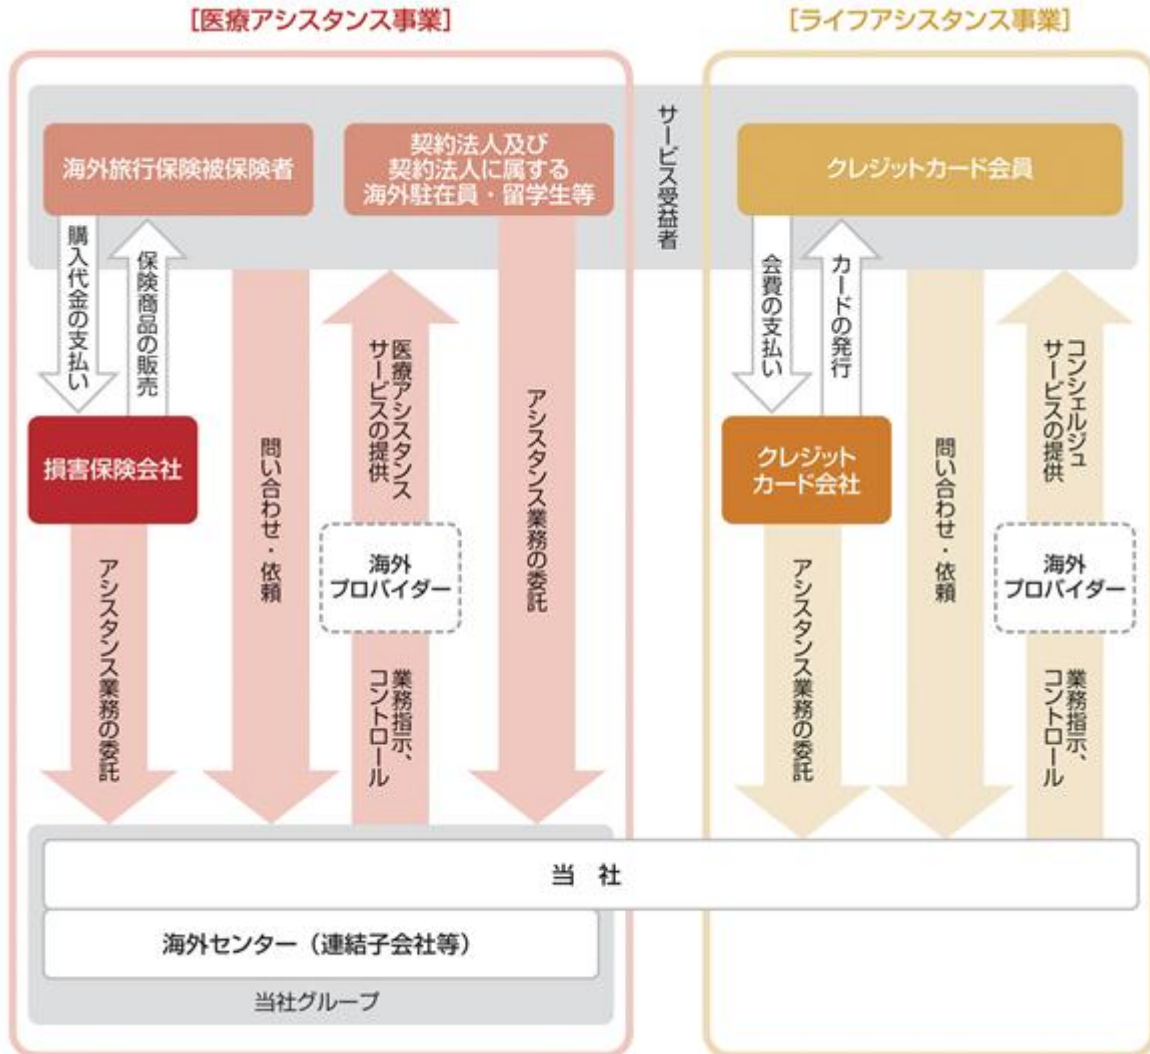 [医療アシスタンス事業]
[ライフアシスタンス事業]
サービス受益者
海外旅行保険被保険者
契約法人及び
契約法人に属する
海外駐在員・留学生等
クレジットカード会員
購入代金の支払い
保険商品の販売
会費の支払い
カードの発行
損害保険会社
問い合わせ・依頼
医療アシスタンス
サービスの提供
アシスタンス業務の委託
クレジット
カード会社
問い合わせ・依頼
コンシェルジュ
サービスの提供
海外
プロバイダー
海外
プロバイダー
アシスタンス業務の委託
業務指示、
コントロール
アシスタンス業務の委託
業務指示、
コントロール
当 社
海外センター（連結子会社等）
当社グループ